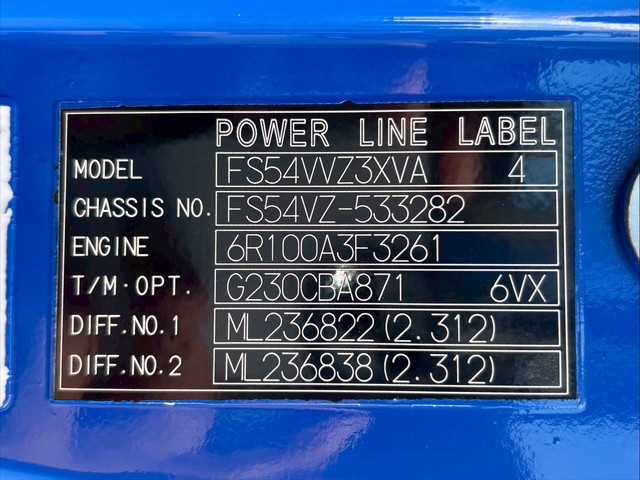 POWER LINE LABEL
MODEL FS54VVZ3XVA 4
CHASSIS NO. FS54VZ-533282
ENGINE 6R100A3F3261
T/M·OPT. G230CBA871 6VX
DIFF.NO.1 ML236822(2.312)
DIFF.NO.2 ML236838(2.312)